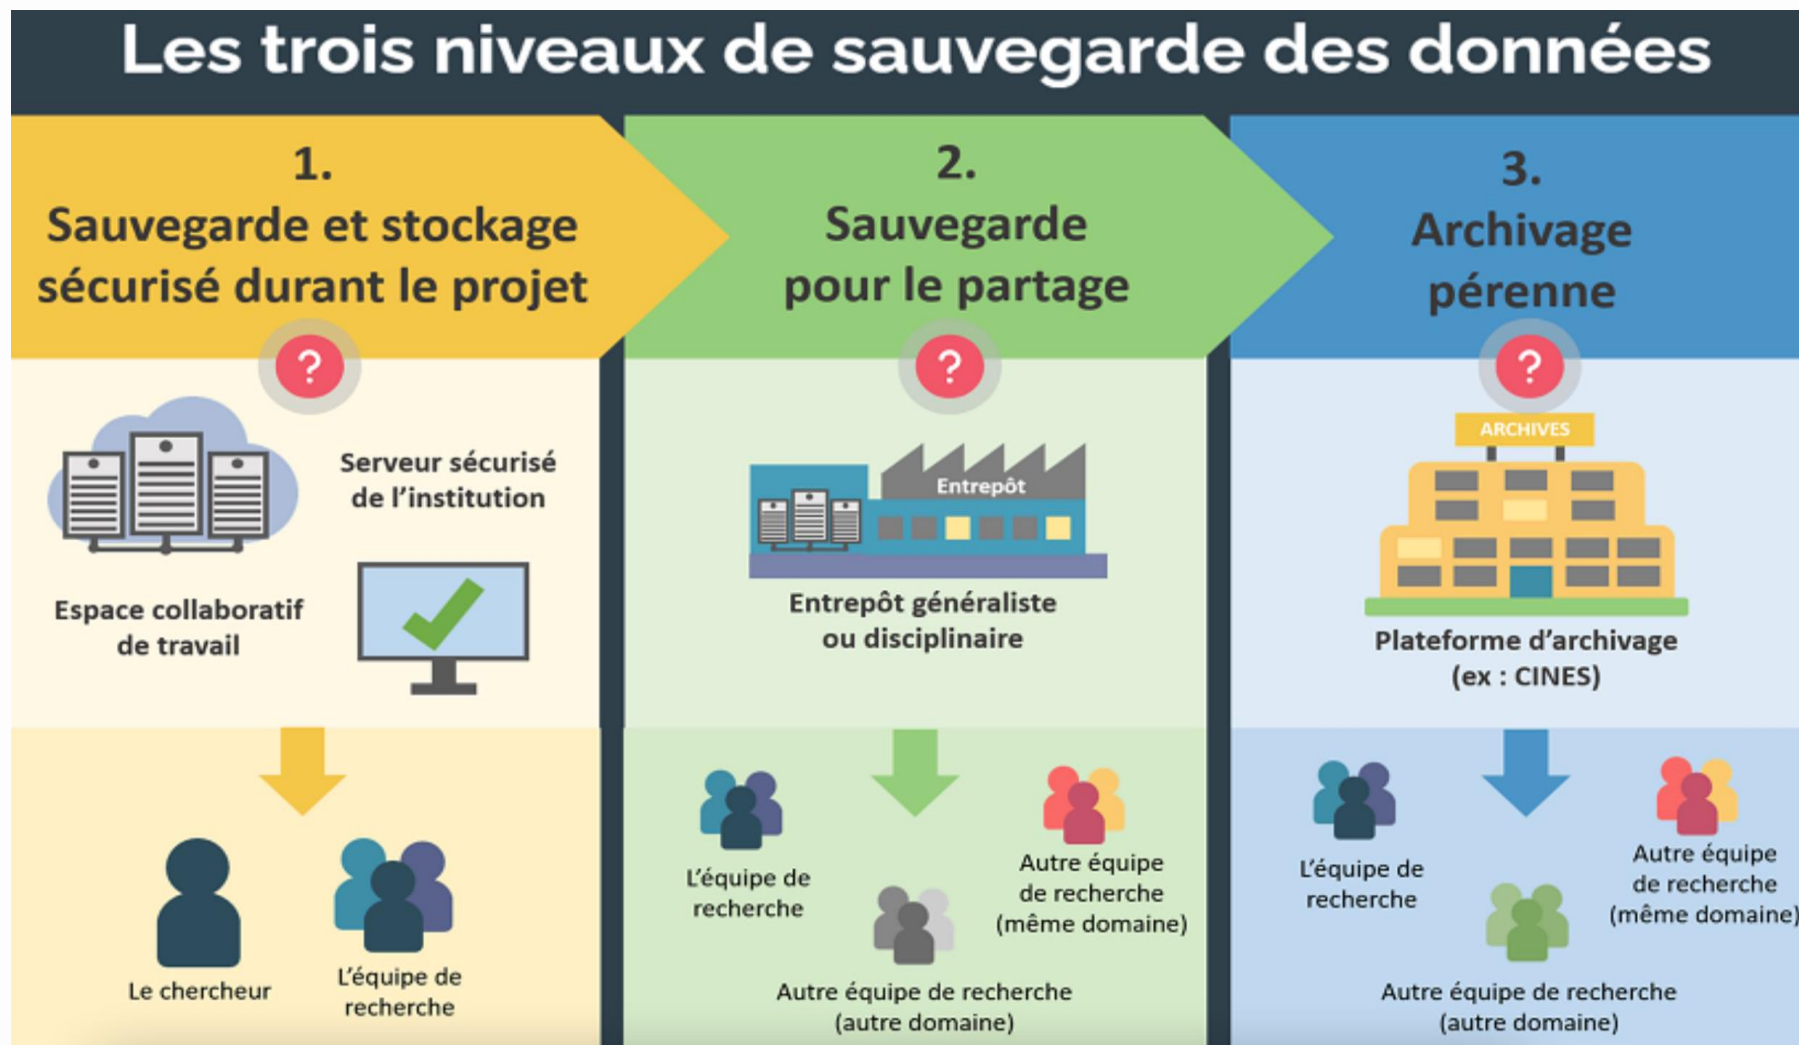 Les trois niveaux de sauvegarde des données
1.
Sauvegarde et stockage
sécurisé durant le projet
?
Serveur sécurisé
de l'institution
Espace collaboratif
de travail
Le chercheur
L'équipe de
recherche
2.
Sauvegarde
pour le partage
?
Entrepôt
Entrepôt généraliste
ou disciplinaire
L'équipe de
recherche
Autre équipe
de recherche
(même domaine)
Autre équipe de recherche
(autre domaine)
3.
Archivage
pérenne
?
ARCHIVES
Plateforme d'archivage
(ex : CINES)
L'équipe de
recherche
Autre équipe
de recherche
(même domaine)
Autre équipe de recherche
(autre domaine)